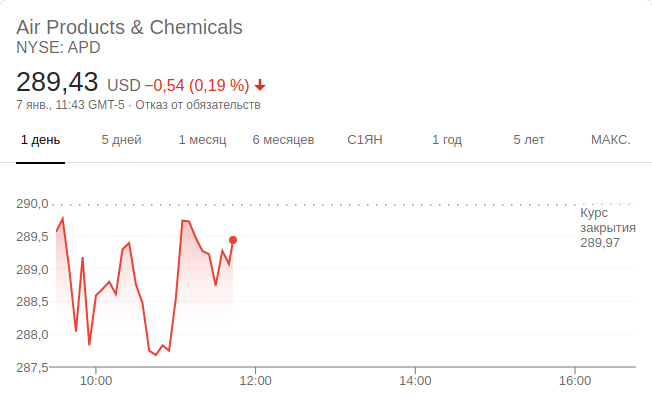 Air Products & Chemicals
NYSE: APD
289,43 USD −0,54 (0,19 %)
7 янв., 11:43 GMT-5 · Отказ от обязательств
1 день 5 дней 1 месяц 6 месяцев С1ЯН 1 год 5 лет МАКС.
290,0
Курс
закрытия
289,97
289,5
289,0
288,5
288,0
287,5
10:00 12:00 14:00 16:00